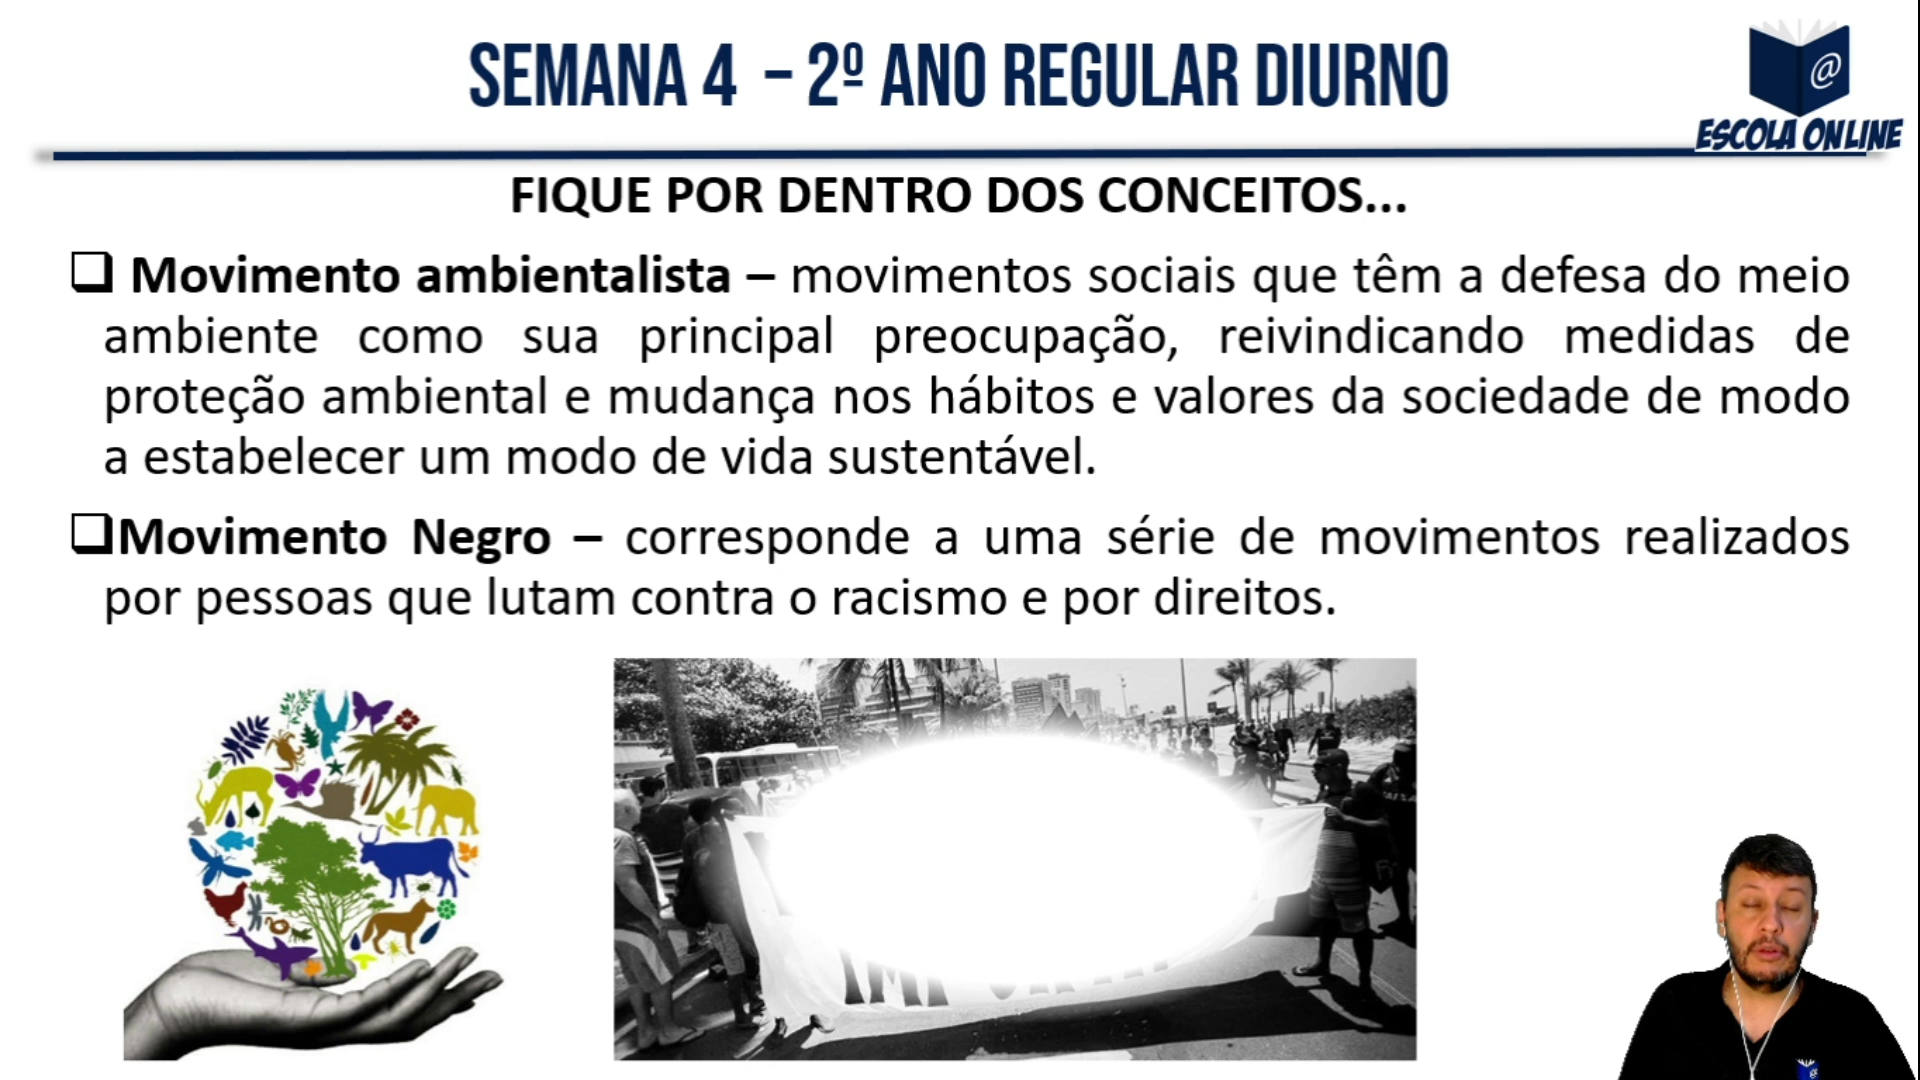 SEMANA 4 – 2º ANO REGULAR DIURNO
@
ESCOLA ONLINE
FIQUE POR DENTRO DOS CONCEITOS...
❑ Movimento ambientalista – movimentos sociais que têm a defesa do meio
ambiente como sua principal preocupação, reivindicando medidas de
proteção ambiental e mudança nos hábitos e valores da sociedade de modo
a estabelecer um modo de vida sustentável.
❑Movimento Negro – corresponde a uma série de movimentos realizados
por pessoas que lutam contra o racismo e por direitos.